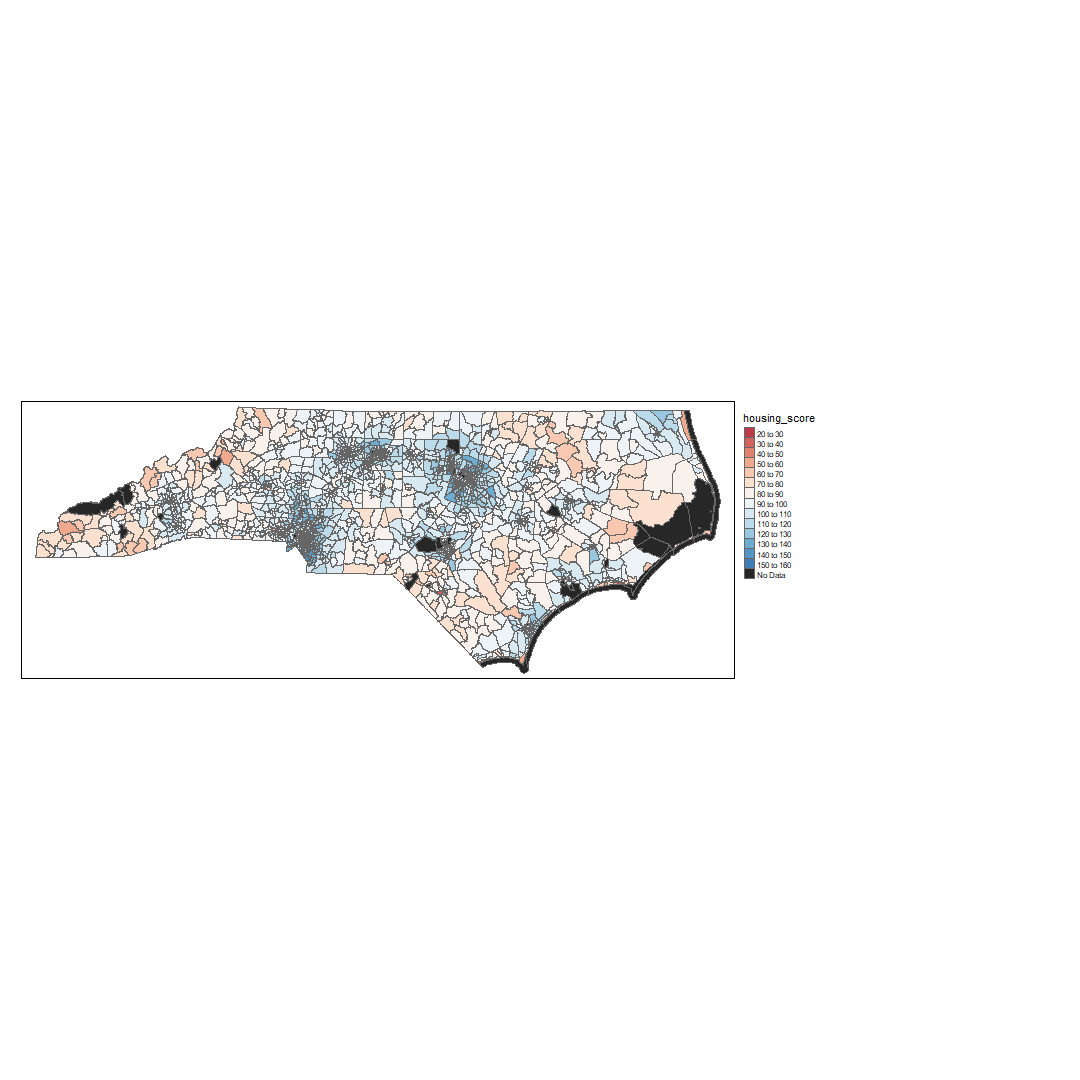 housing_score
20 to 30
30 to 40
40 to 50
50 to 60
60 to 70
70 to 80
80 to 90
90 to 100
100 to 110
110 to 120
120 to 130
130 to 140
140 to 150
150 to 160
No Data